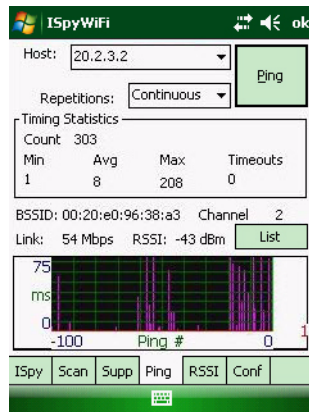 ISpyWiFi
ok
Host: 20.2.3.2
Ping
Repetitions: Continuous
Timing Statistics
Count 303
Min Avg Max Timeouts
1 8 208 0
BSSID: 00:20:e0:96:38:a3 Channel 2
Link: 54 Mbps RSSI: -43 dBm List
75
ms
0
1
-100 Ping # 0
ISpy Scan Supp Ping RSSI Conf